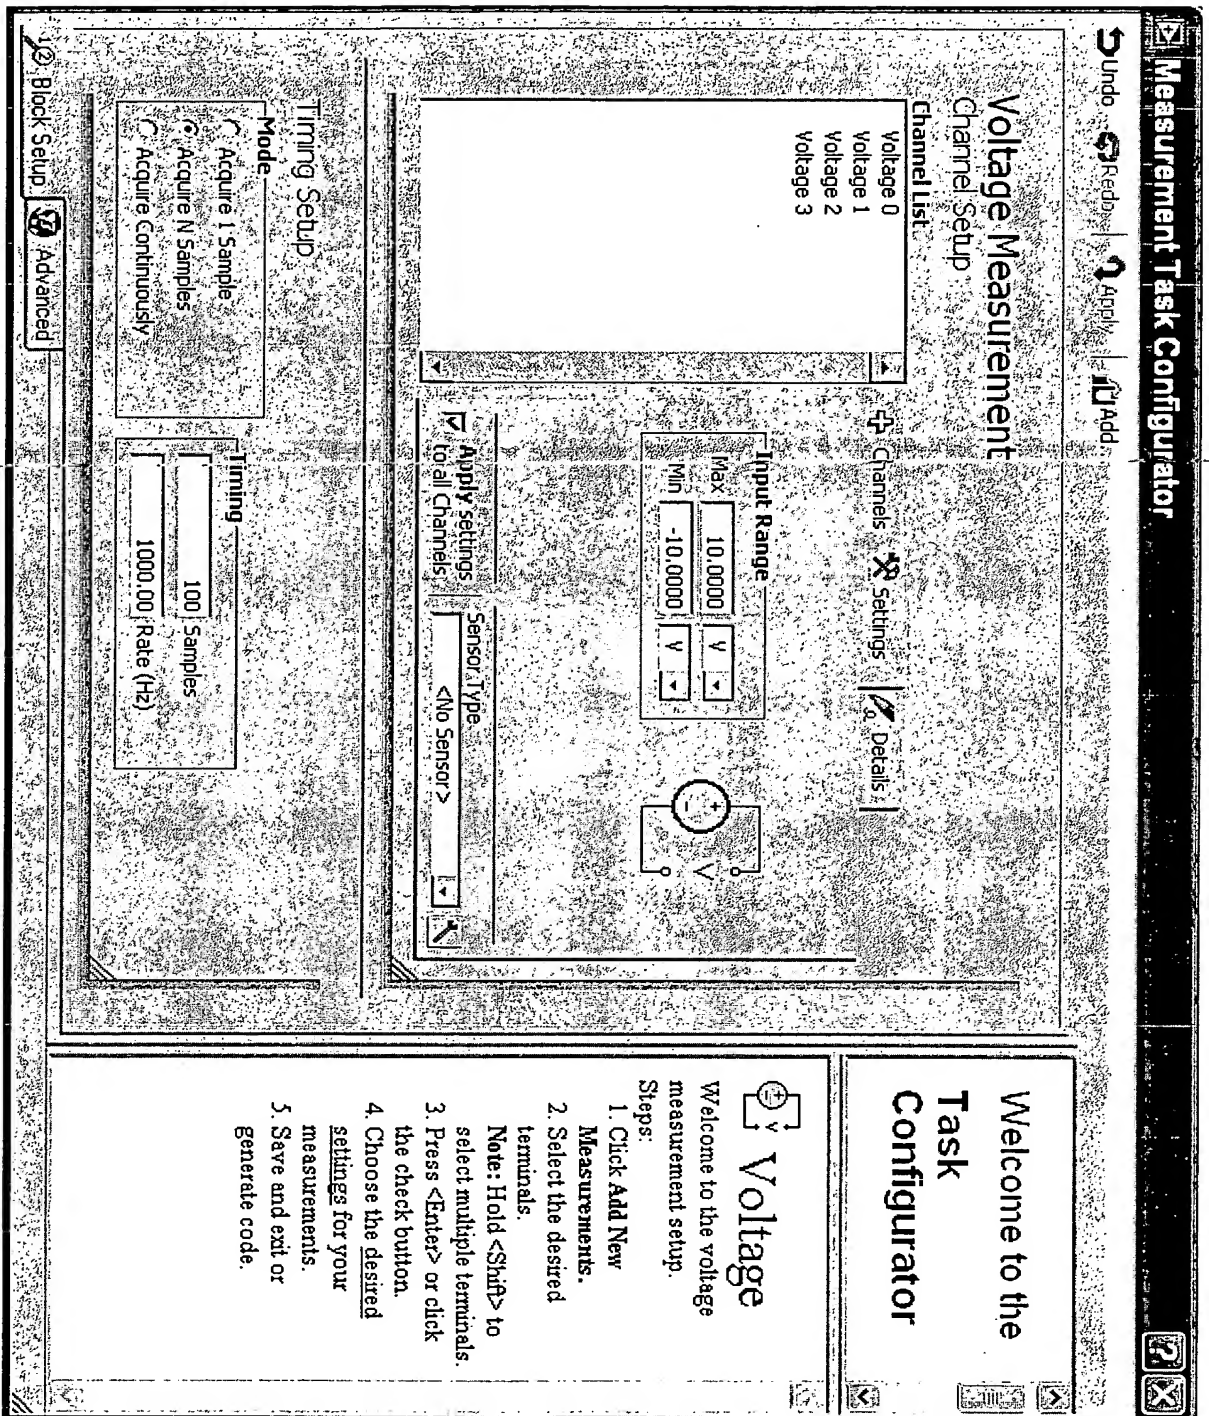 Measurement Task Configurator
Undo Redo Apply Add
Voltage Measurement
Channel Setup
Channel List
Voltage 0
Voltage 1
Voltage 2
Voltage 3
Channels Settings Details
Input Range
Max 10.0000 V
Min -10.0000 V
V
Apply settings
to all Channels
Sensor Type
<No Sensor>
Timing Setup
Mode
Acquire 1 Sample
Acquire N Samples
Acquire Continuously
Timing
100 Samples
1000.00 Rate (Hz)
Block Setup Advanced
Welcome to the
Task
Configurator
V Voltage
Welcome to the voltage
measurement setup.
Steps:
1. Click Add New
Measurements.
2. Select the desired
terminals.
Note: Hold <Shift> to
select multiple terminals.
3. Press <Enter> or click
the check button.
4. Choose the desired
settings for your
measurements.
5. Save and exit or
generate code.